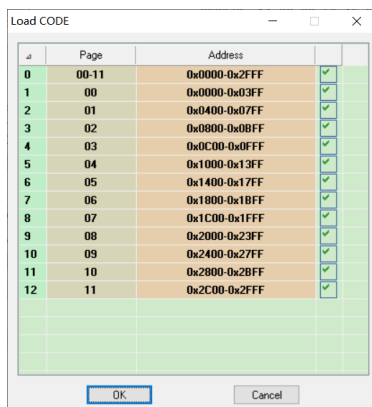 Load CODE
Page Address
0 00-11 0x0000-0x2FFF
1 00 0x0000-0x03FF
2 01 0x0400-0x07FF
3 02 0x0800-0x0BFF
4 03 0x0C00-0x0FFF
5 04 0x1000-0x13FF
6 05 0x1400-0x17FF
7 06 0x1800-0x1BFF
8 07 0x1C00-0x1FFF
9 08 0x2000-0x23FF
10 09 0x2400-0x27FF
11 10 0x2800-0x2BFF
12 11 0x2C00-0x2FFF
OK Cancel